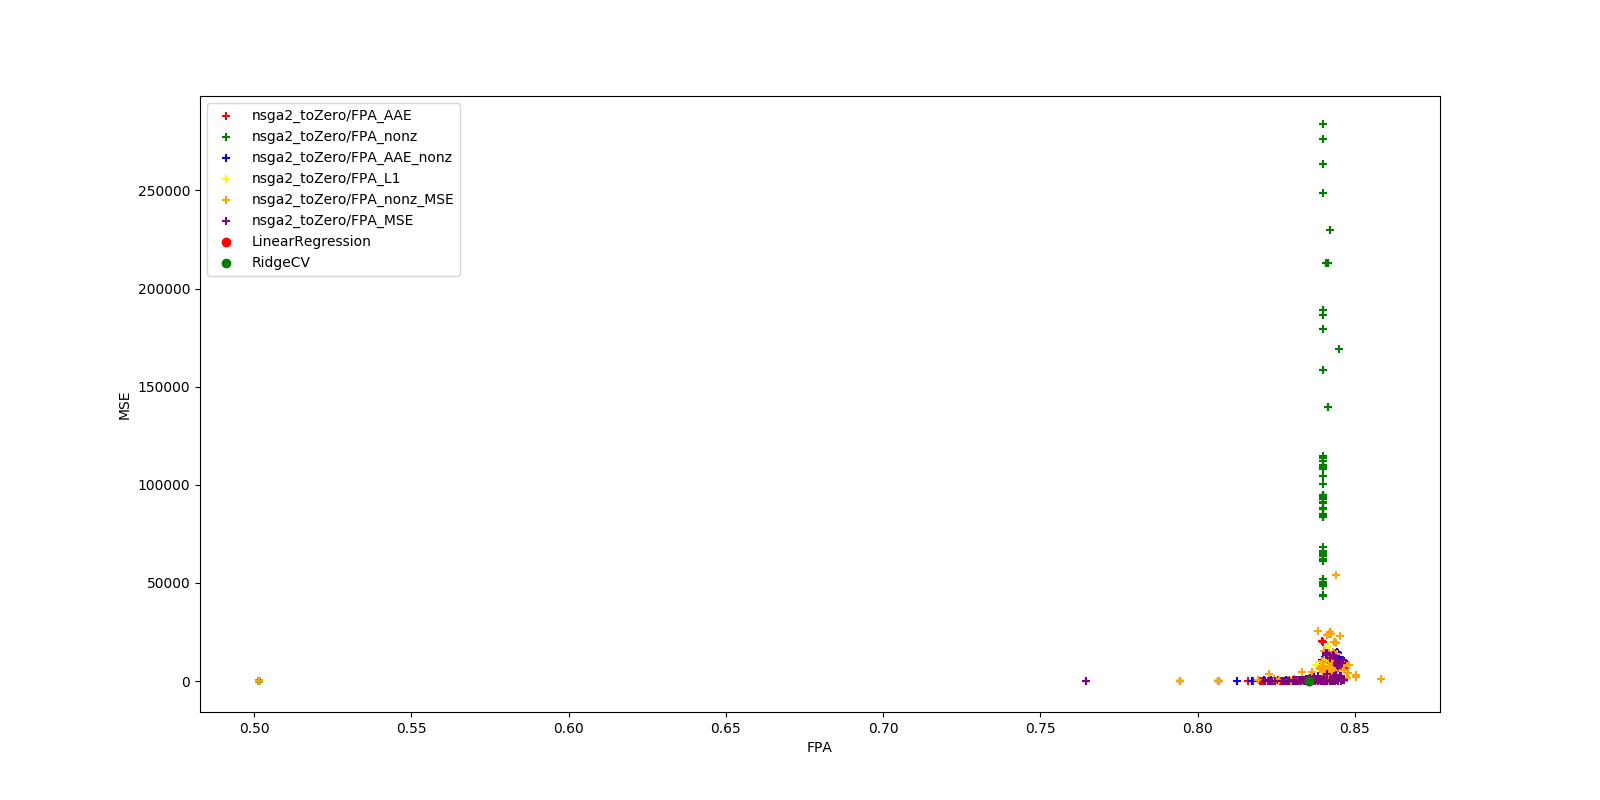 nsga2_toZero/FPA_AAE
nsga2_toZero/FPA_nonz
nsga2_toZero/FPA_AAE_nonz
nsga2_toZero/FPA_L1
nsga2_toZero/FPA_nonz_MSE
nsga2_toZero/FPA_MSE
LinearRegression
RidgeCV
250000
200000
150000
100000
50000
0
MSE
0.50 0.55 0.60 0.65 0.70 0.75 0.80 0.85
FPA